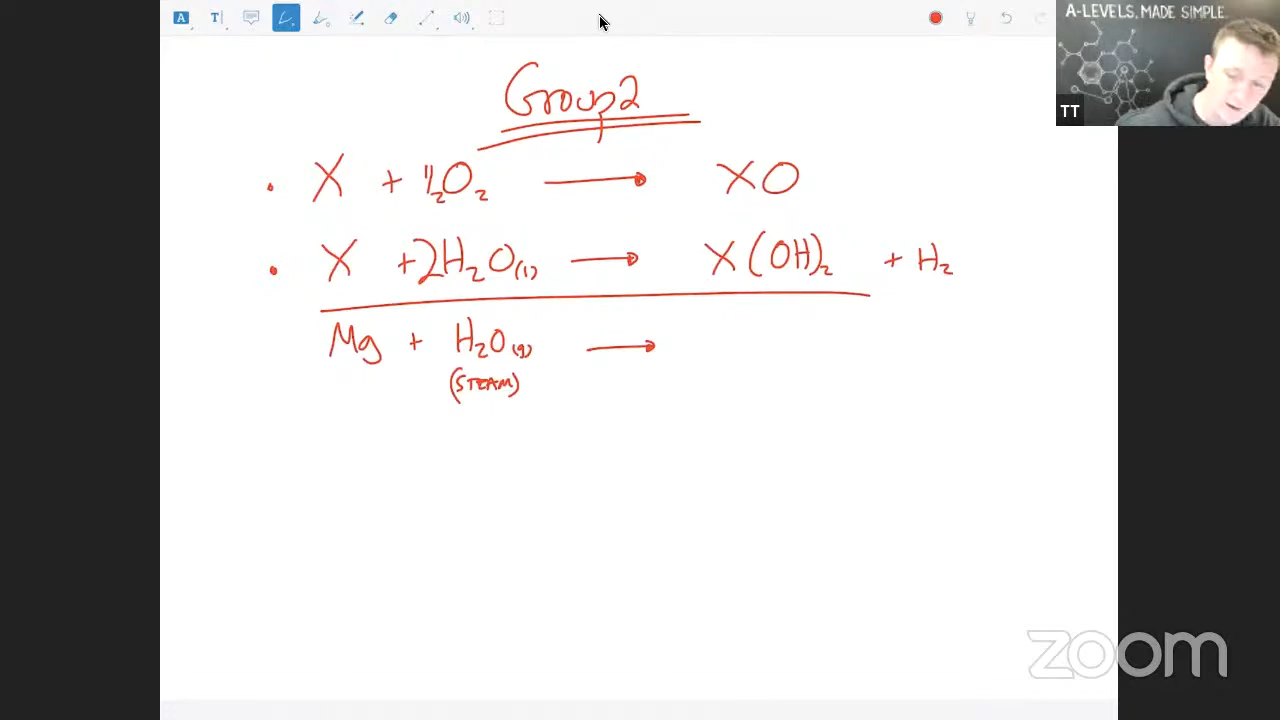 A-LEVELS, MADE SIMPLE.
TT
Group 2
• X + ½O₂ → XO
• X + 2H₂O(l) → X(OH)₂ + H₂
Mg + H₂O(g) →
(STEAM)
zoom